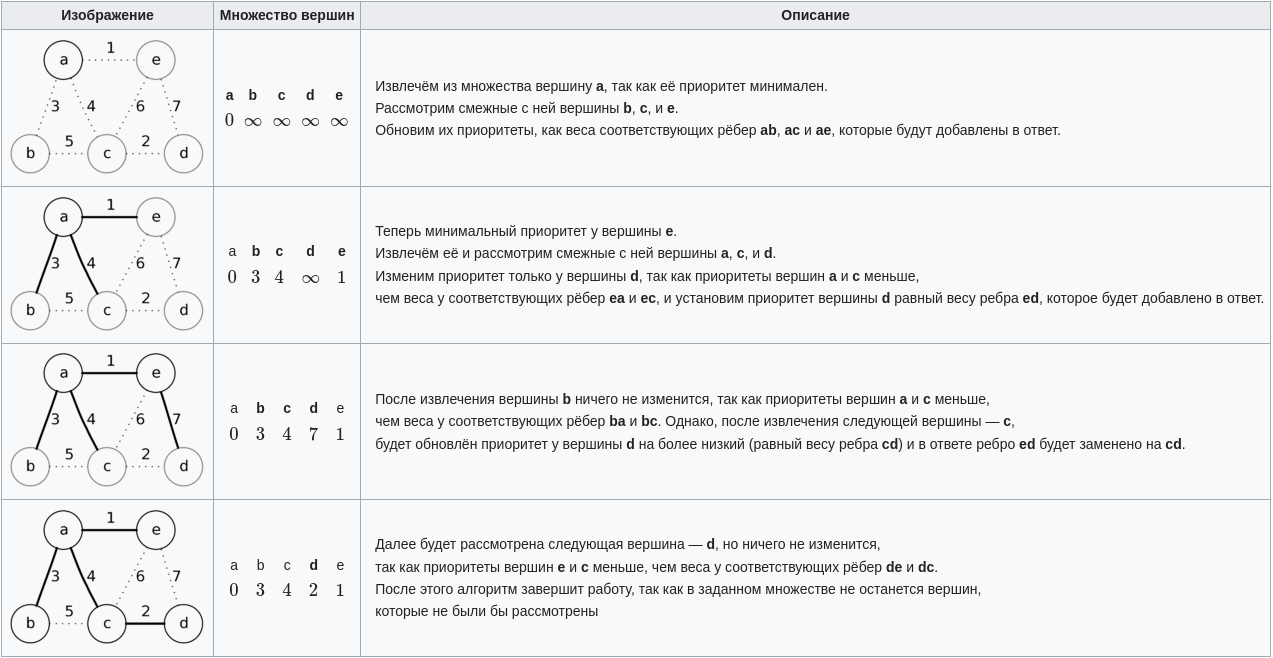 Изображение
Множество вершин
Описание
1
a
e
3
4
6
7
5
2
b
c
d
a b c d e
0 ∞ ∞ ∞ ∞
Извлечём из множества вершину a, так как её приоритет минимален.
Рассмотрим смежные с ней вершины b, c, и e.
Обновим их приоритеты, как веса соответствующих рёбер ab, ac и ae, которые будут добавлены в ответ.
1
a
e
3
4
6
7
5
2
b
c
d
a b c d e
0 3 4 ∞ 1
Теперь минимальный приоритет у вершины e.
Извлечём её и рассмотрим смежные с ней вершины a, c, и d.
Изменим приоритет только у вершины d, так как приоритеты вершин a и c меньше,
чем веса у соответствующих рёбер ea и ec, и установим приоритет вершины d равный весу ребра ed, которое будет добавлено в ответ.
1
a
e
3
4
6
7
5
2
b
c
d
a b c d e
0 3 4 7 1
После извлечения вершины b ничего не изменится, так как приоритеты вершин a и c меньше,
чем веса у соответствующих рёбер ba и bc. Однако, после извлечения следующей вершины — c,
будет обновлён приоритет у вершины d на более низкий (равный весу ребра cd) и в ответе ребро ed будет заменено на cd.
1
a
e
3
4
6
7
5
2
b
c
d
a b c d e
0 3 4 2 1
Далее будет рассмотрена следующая вершина — d, но ничего не изменится,
так как приоритеты вершин e и c меньше, чем веса у соответствующих рёбер de и dc.
После этого алгоритм завершит работу, так как в заданном множестве не останется вершин,
которые не были бы рассмотрены